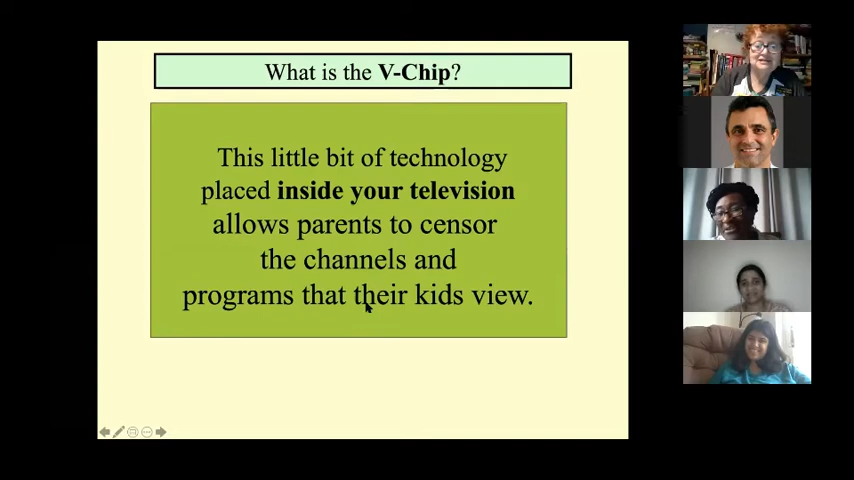 What is the V-Chip?
This little bit of technology
placed inside your television
allows parents to censor
the channels and
programs that their kids view.